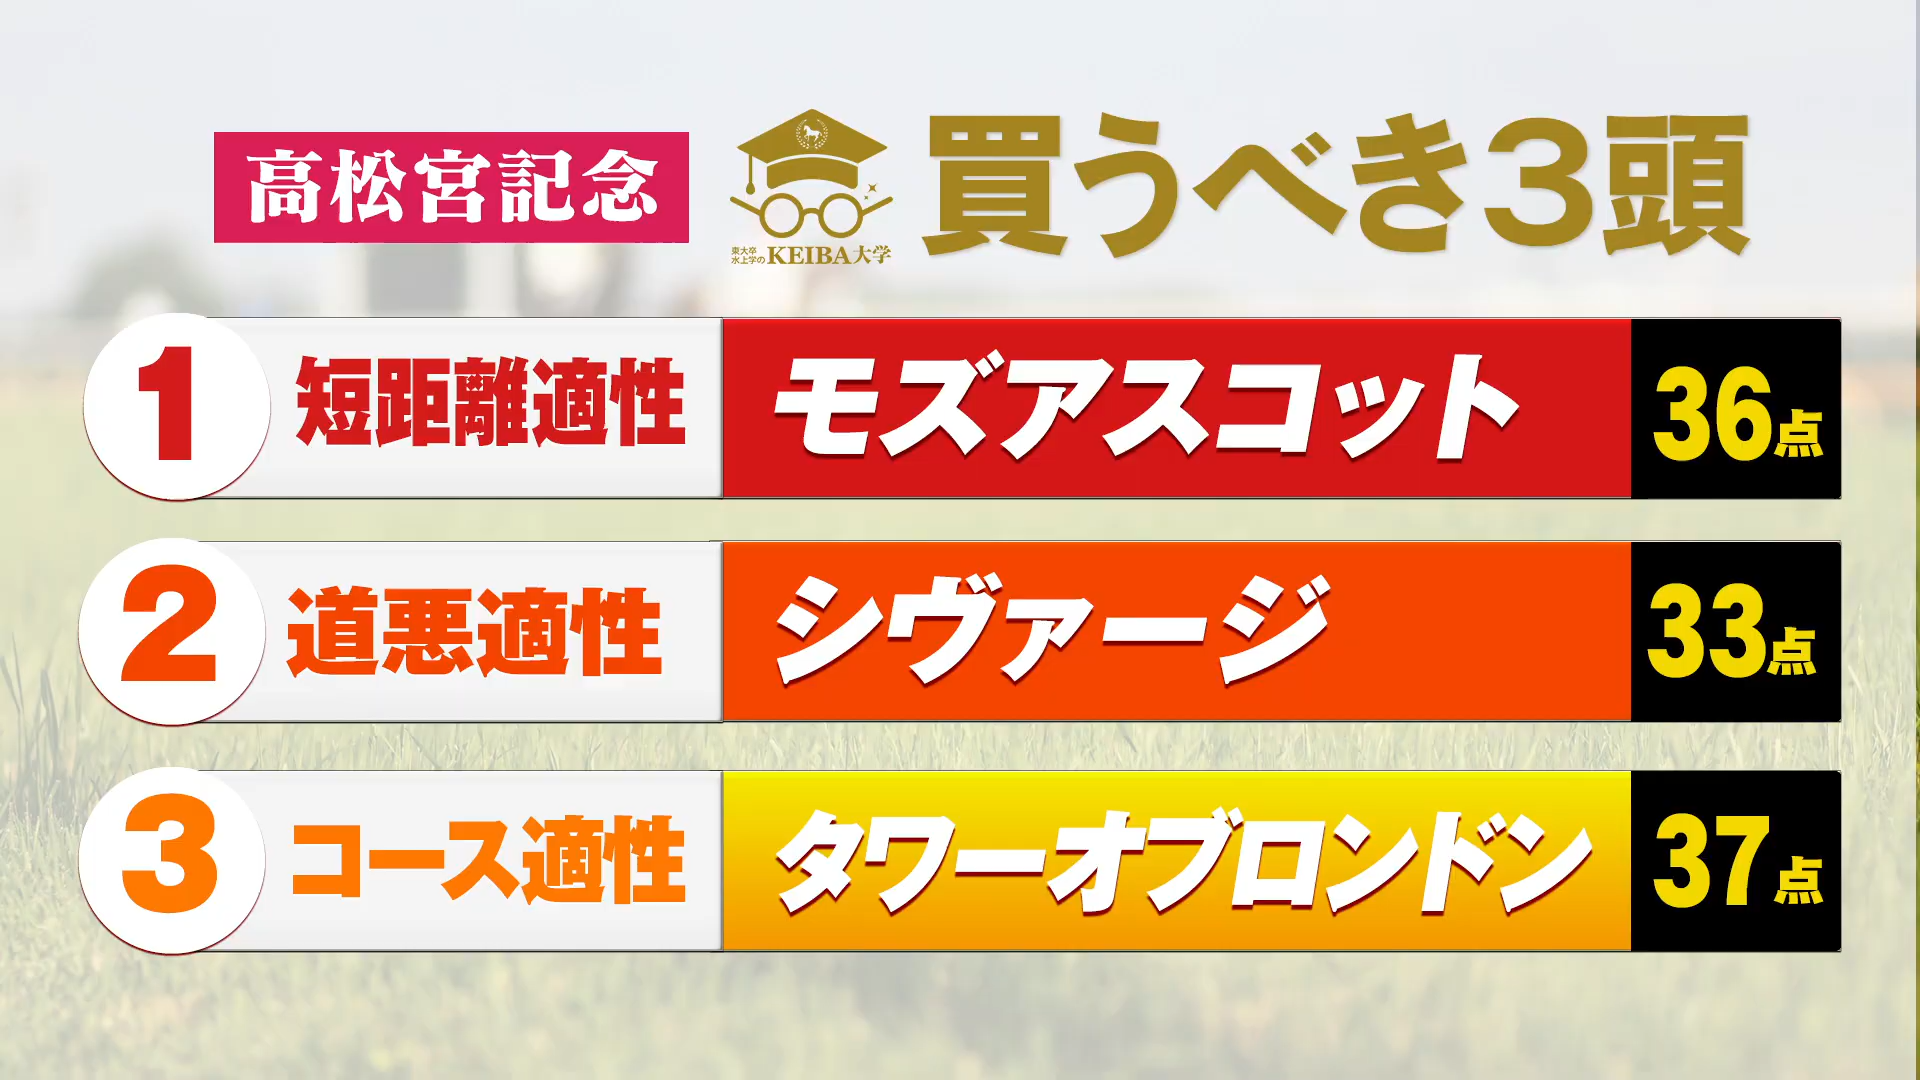 高松宮記念
東大卒
水上学のKEIBA大学
買うべき3頭
1 短距離適性 モズアスコット 36点
2 道悪適性 シヴァージ 33点
3 コース適性 タワーオブロンドン 37点